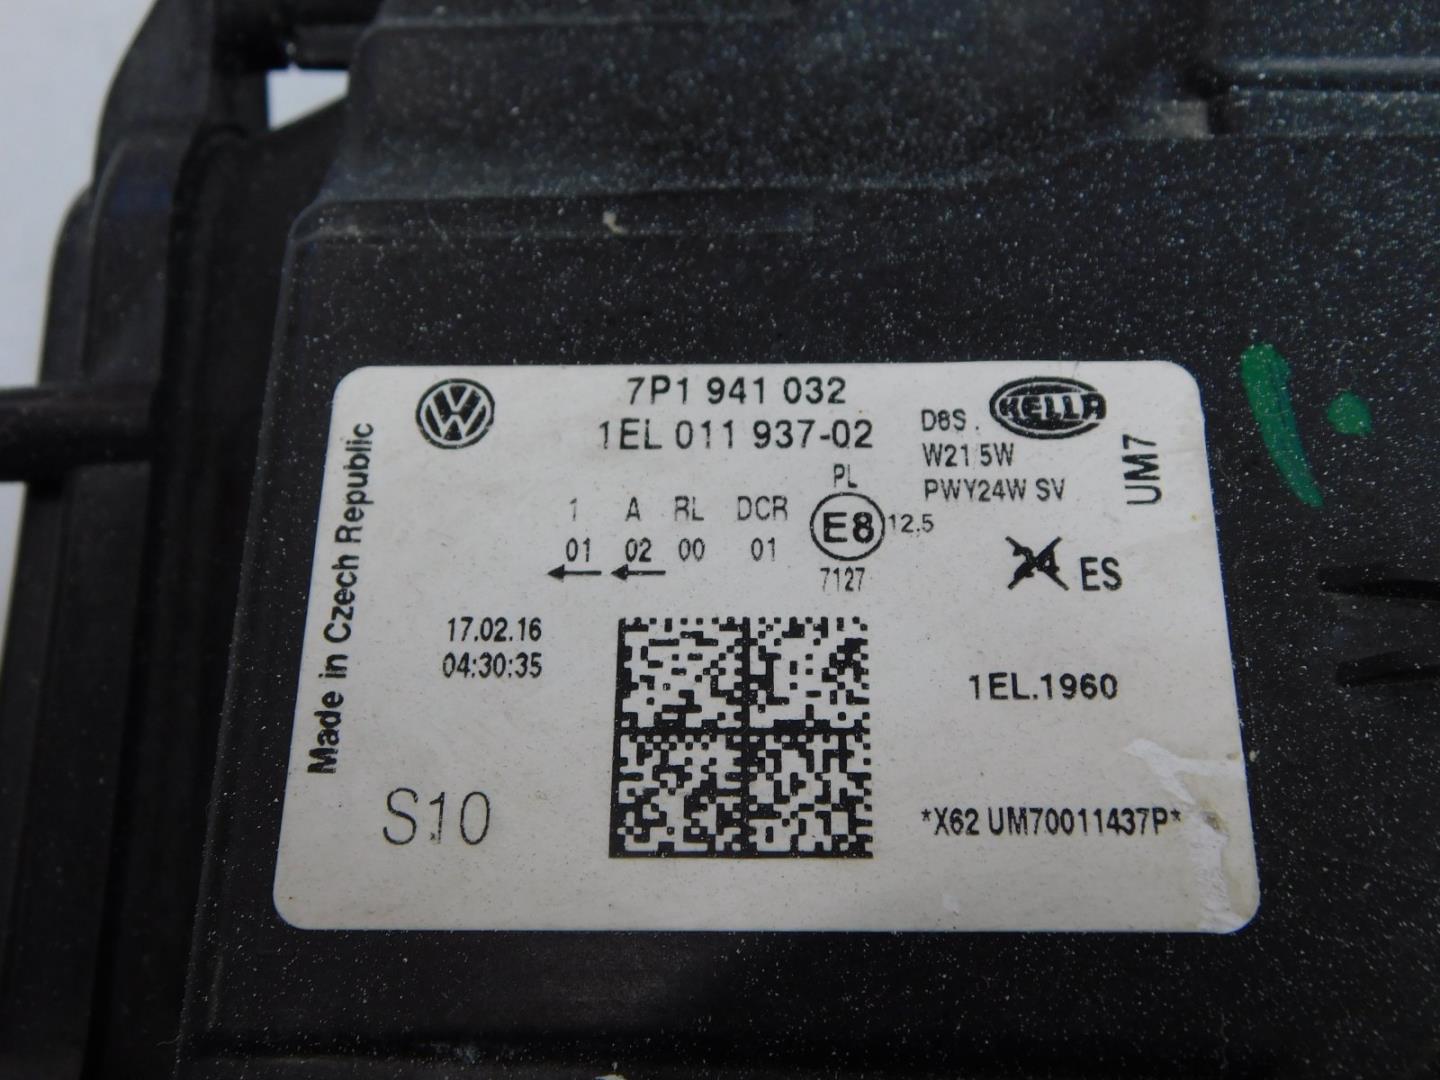 7P1 941 032
1EL 011 937-02
HELLA
D8S
W21/5W
PWY24W SV
UM7
PL
1 A RL DCR
E8 12.5
01 02 00 01
7127
24 ES
Made in Czech Republic
17.02.16
04:30:35
1EL.1960
S10
*X62 UM70011437P*